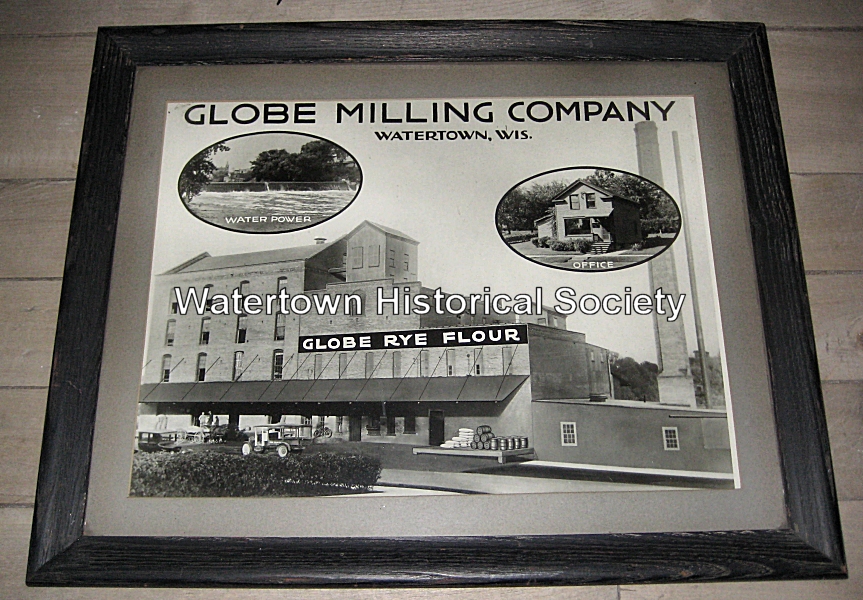 GLOBE MILLING COMPANY
WATERTOWN, WIS.
WATER POWER
OFFICE
Watertown Historical Society
GLOBE RYE FLOUR